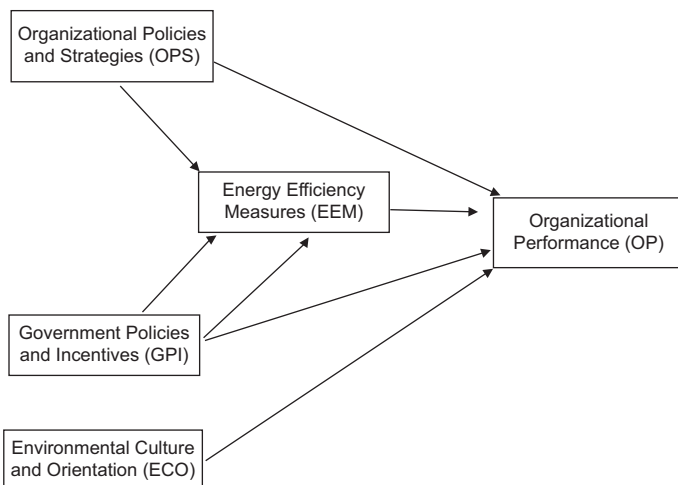 Organizational Policies
and Strategies (OPS)
Energy Efficiency
Measures (EEM)
Organizational
Performance (OP)
Government Policies
and Incentives (GPI)
Environmental Culture
and Orientation (ECO)